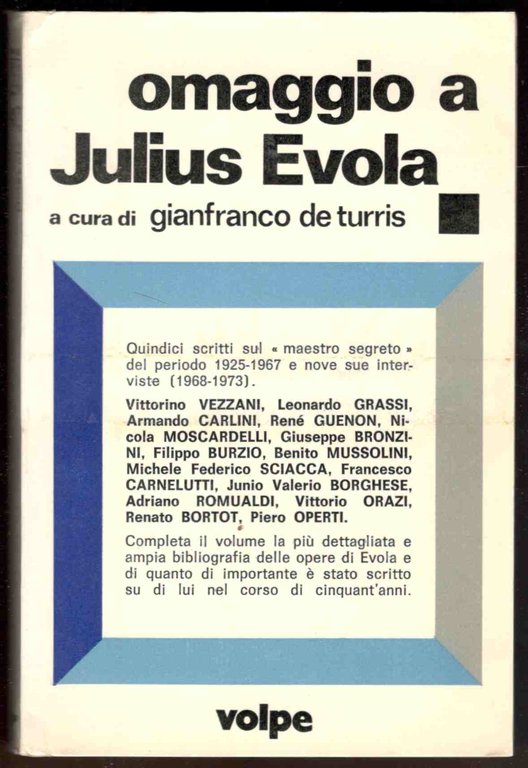 omaggio a
Julius Evola
a cura di gianfranco de turris
Quindici scritti sul « maestro segreto »
del periodo 1925-1967 e nove sue inter-
viste (1968-1973).
Vittorino VEZZANI, Leonardo GRASSI,
Armando CARLINI, René GUENON, Ni-
cola MOSCARDELLI, Giuseppe BRONZI-
NI, Filippo BURZIO, Benito MUSSOLINI,
Michele Federico SCIACCA, Francesco
CARNELUTTI, Junio Valerio BORGHESE,
Adriano ROMUALDI, Vittorio ORAZI,
Renato BORTOT, Piero OPERTI.
Completa il volume la più dettagliata e
ampia bibliografia delle opere di Evola e
di quanto di importante è stato scritto
su di lui nel corso di cinquant'anni.
volpe